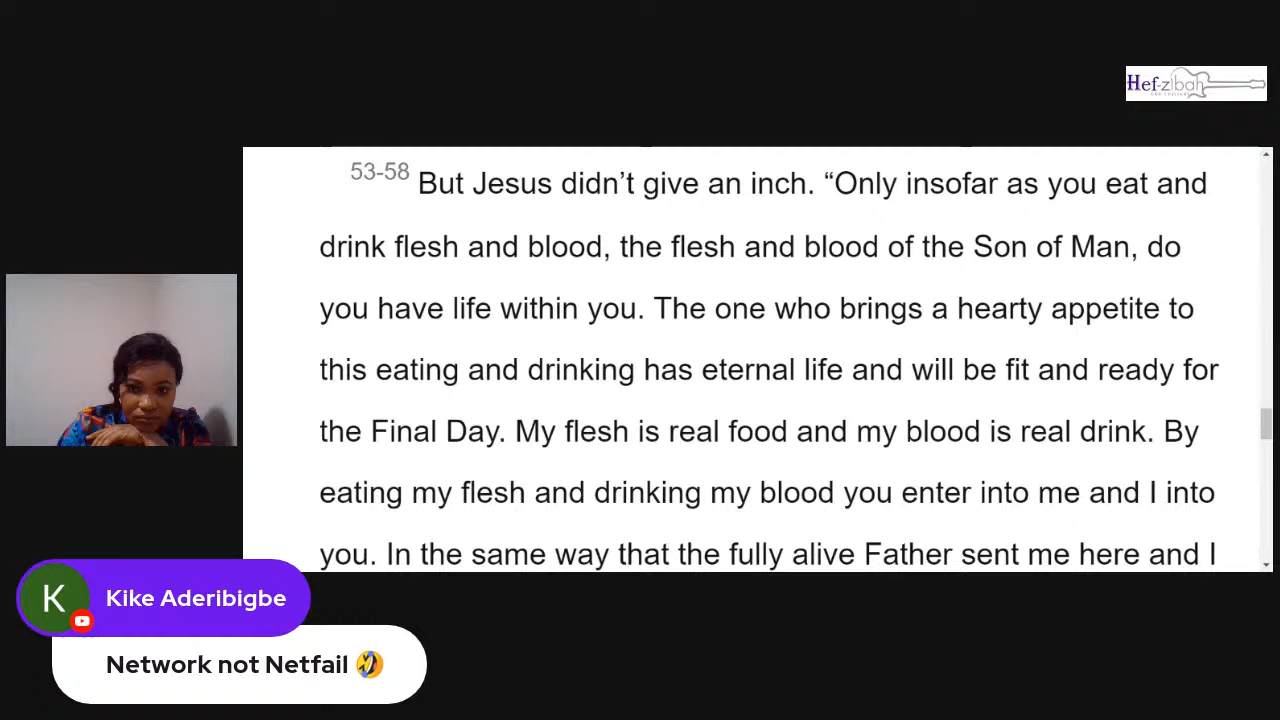 Hef-zibah
53-58 But Jesus didn’t give an inch. “Only insofar as you eat and
drink flesh and blood, the flesh and blood of the Son of Man, do
you have life within you. The one who brings a hearty appetite to
this eating and drinking has eternal life and will be fit and ready for
the Final Day. My flesh is real food and my blood is real drink. By
eating my flesh and drinking my blood you enter into me and I into
you. In the same way that the fully alive Father sent me here and I
K
Kike Aderibigbe
Network not Netfail 🤣